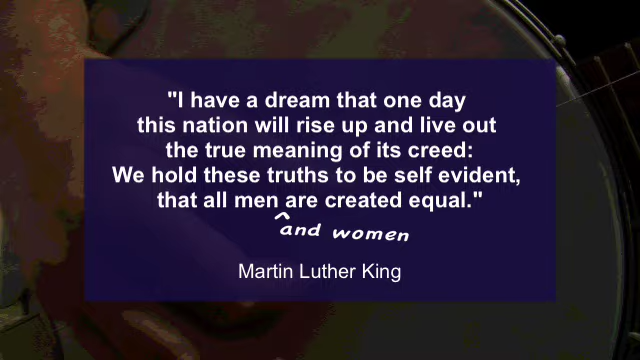 "I have a dream that one day
this nation will rise up and live out
the true meaning of its creed:
We hold these truths to be self evident,
that all men are created equal."
^and women
Martin Luther King